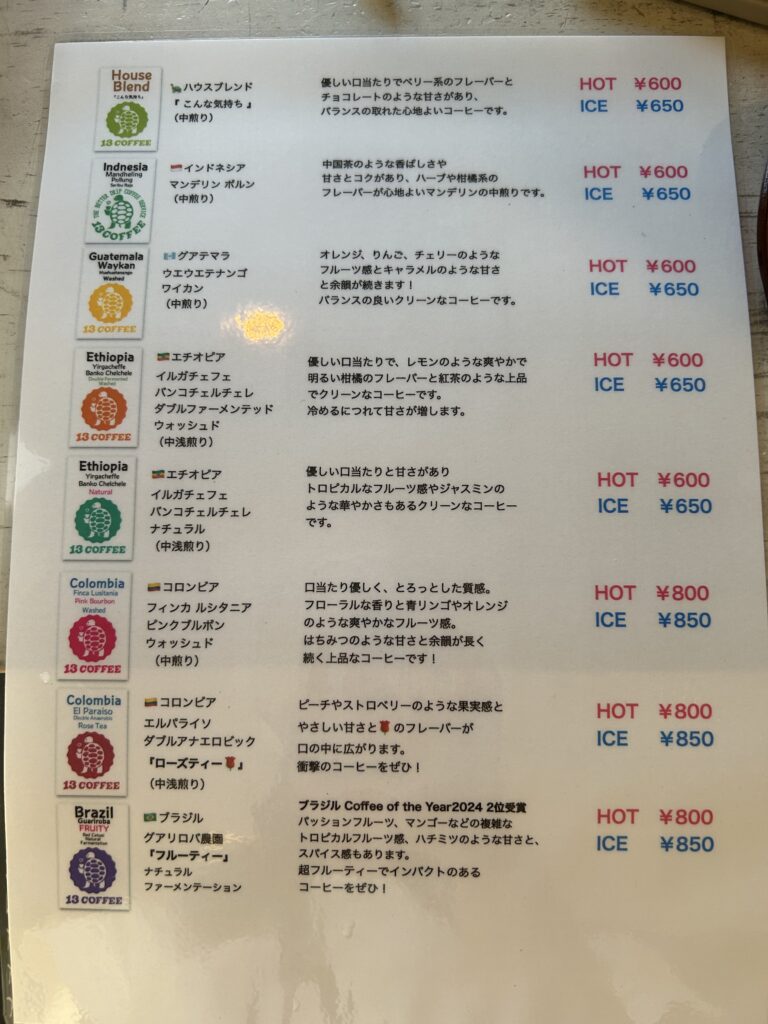 House
Blend
『こんな気持ち』
13 COFFEE
ハウスブレンド
『 こんな気持ち 』
（中煎り）
優しい口当たりでベリー系のフレーバーと
チョコレートのような甘さがあり、
バランスの取れた心地よいコーヒーです。
HOT ¥600
ICE ¥650
Indnesia
Mandheling
Pollung
Seribu Raja
THE BETTER DRIP COFFEE SERVICE
13 COFFEE
インドネシア
マンデリン ポルン
（中煎り）
中国茶のような香ばしさや
甘さとコクがあり、ハーブや柑橘系の
フレーバーが心地よいマンデリンの中煎りです。
HOT ¥600
ICE ¥650
Guatemala
Waykan
Huehuetenango
Washed
13 COFFEE
グアテマラ
ウエウエテナンゴ
ワイカン
（中煎り）
オレンジ、りんご、チェリーのような
フルーツ感とキャラメルのような甘さ
と余韻が続きます！
バランスの良いクリーンなコーヒーです。
HOT ¥600
ICE ¥650
Ethiopia
Yirgacheffe
Banko Chelchele
Double Fermented
Washed
13 COFFEE
エチオピア
イルガチェフェ
バンコチェルチェレ
ダブルファーメンテッド
ウォッシュド
（中浅煎り）
優しい口当たりで、レモンのような爽やかで
明るい柑橘のフレーバーと紅茶のような上品
でクリーンなコーヒーです。
冷めるにつれて甘さが増します。
HOT ¥600
ICE ¥650
Ethiopia
Yirgacheffe
Banko Chelchele
Natural
13 COFFEE
エチオピア
イルガチェフェ
バンコチェルチェレ
ナチュラル
（中浅煎り）
優しい口当たりと甘さがあり
トロピカルなフルーツ感やジャスミンの
ような華やかさもあるクリーンなコーヒー
です。
HOT ¥600
ICE ¥650
Colombia
Finca Lusitania
Pink Bourbon
Washed
13 COFFEE
コロンビア
フィンカ ルシタニア
ピンクブルボン
ウォッシュド
（中煎り）
口当たり優しく、とろっとした質感。
フローラルな香りと青リンゴやオレンジ
のような爽やかなフルーツ感。
はちみつのような甘さと余韻が長く
続く上品なコーヒーです！
HOT ¥800
ICE ¥850
Colombia
El Paraiso
Double Anaerobic
Rose Tea
13 COFFEE
コロンビア
エルパライソ
ダブルアナエロビック
『ローズティー🌹』
（中浅煎り）
ピーチやストロベリーのような果実感と
やさしい甘さと🌹のフレーバーが
口の中に広がります。
衝撃のコーヒーをぜひ！
HOT ¥800
ICE ¥850
Brazil
Guariroba
FRUITY
Red Catuai
Natural
Fermentation
13 COFFEE
ブラジル
グアリロバ農園
『フルーティー』
ナチュラル
ファーメンテーション
ブラジル Coffee of the Year2024 2位受賞
パッションフルーツ、マンゴーなどの複雑な
トロピカルフルーツ感、ハチミツのような甘さと、
スパイス感もあります。
超フルーティーでインパクトのある
コーヒーをぜひ！
HOT ¥800
ICE ¥850